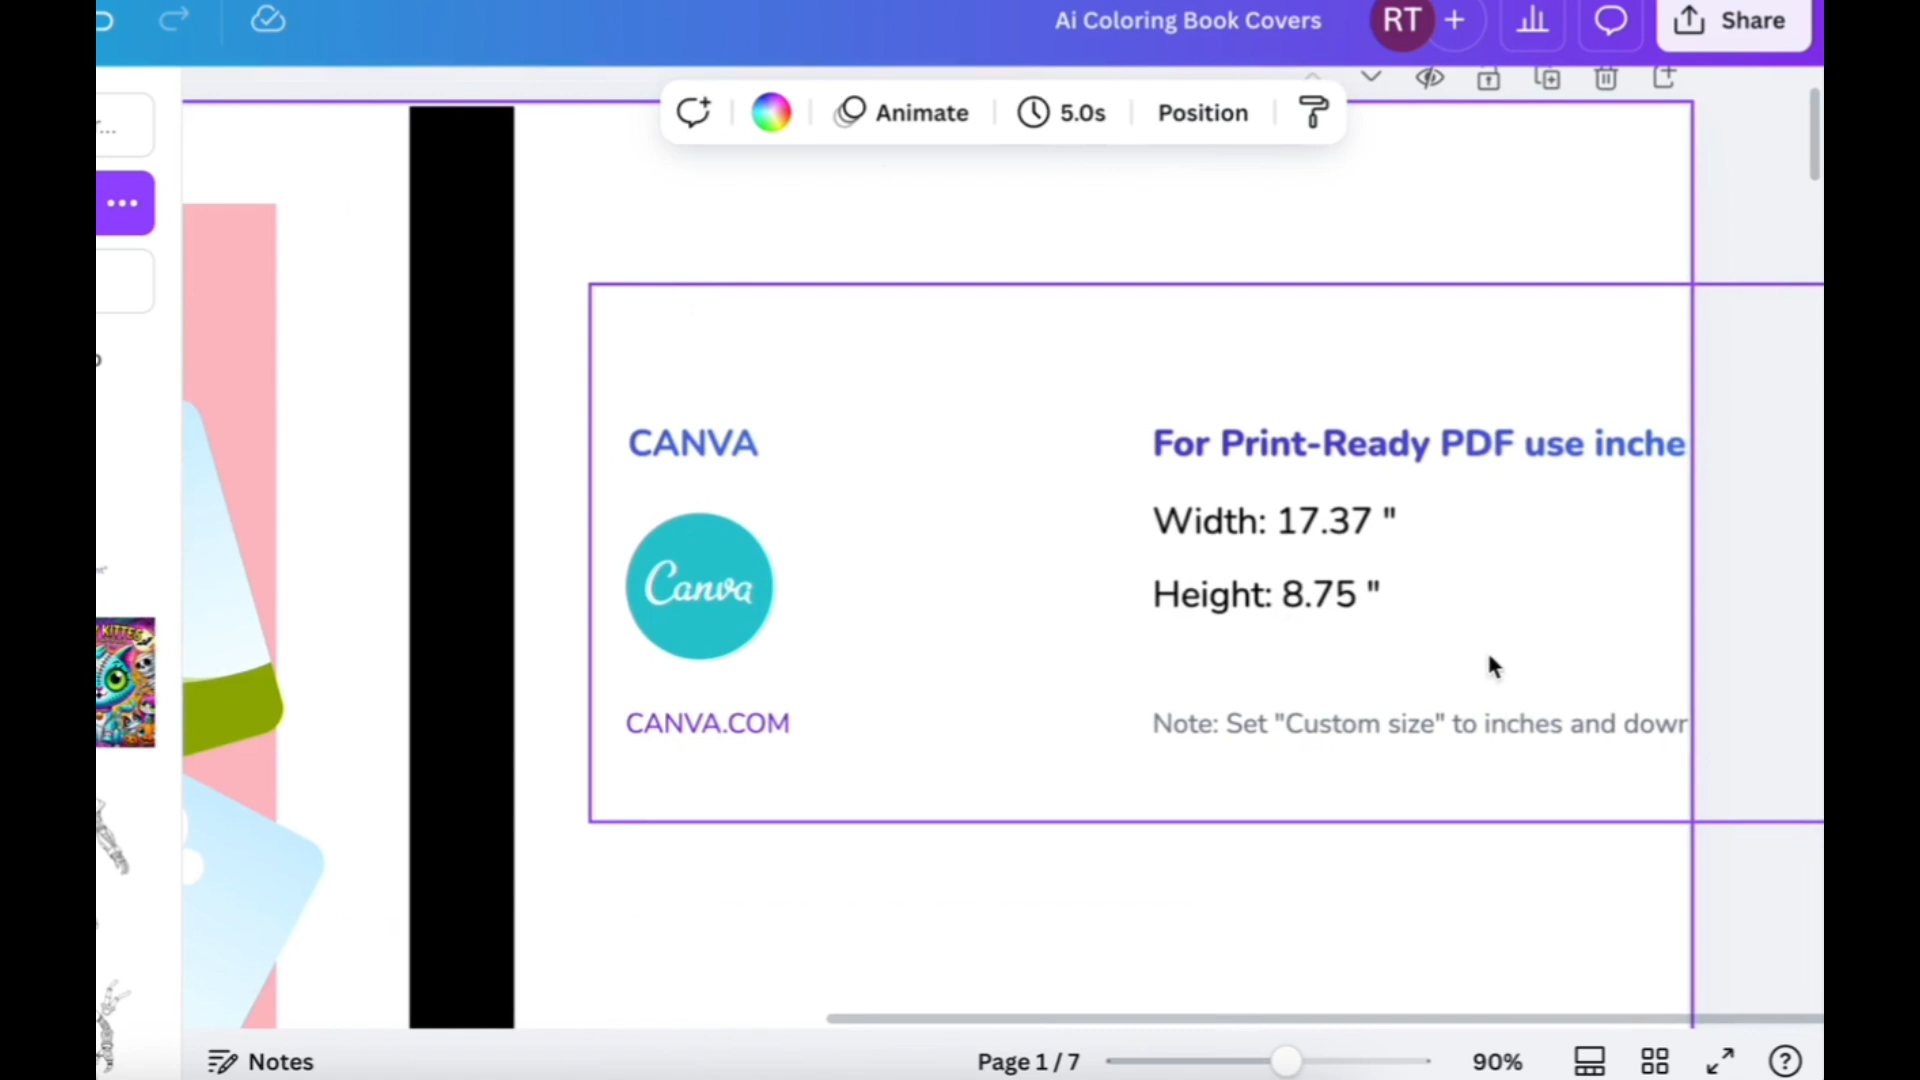 Ai Coloring Book Covers
RT
Share
Animate
5.0s
Position
CANVA
For Print-Ready PDF use inche
Width: 17.37 "
Height: 8.75 "
Canva
CANVA.COM
Note: Set "Custom size" to inches and dowr
KITTES
Notes
Page 1 / 7
90%